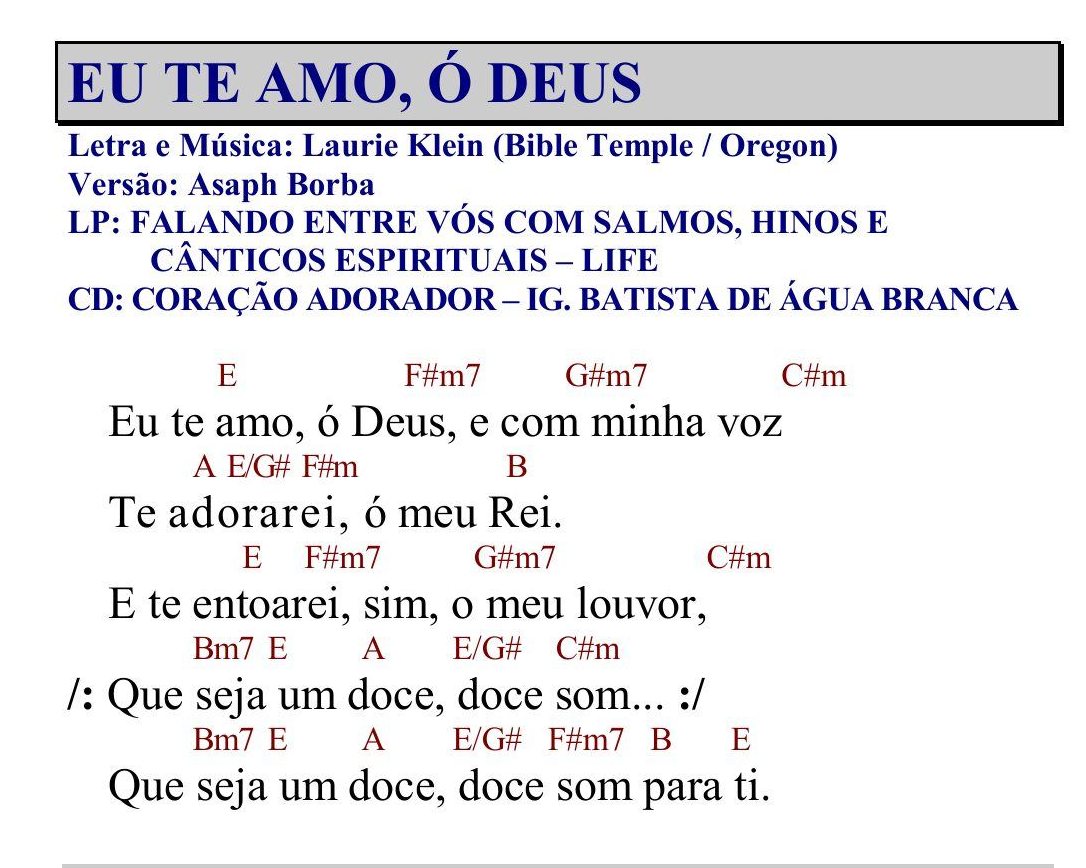 EU TE AMO, Ó DEUS
Letra e Música: Laurie Klein (Bible Temple / Oregon)
Versão: Asaph Borba
LP: FALANDO ENTRE VÓS COM SALMOS, HINOS E
CÂNTICOS ESPIRITUAIS – LIFE
CD: CORAÇÃO ADORADOR – IG. BATISTA DE ÁGUA BRANCA
E F#m7 G#m7 C#m
Eu te amo, ó Deus, e com minha voz
A E/G# F#m B
Te adorarei, ó meu Rei.
E F#m7 G#m7 C#m
E te entoarei, sim, o meu louvor,
Bm7 E A E/G# C#m
/: Que seja um doce, doce som... :/
Bm7 E A E/G# F#m7 B E
Que seja um doce, doce som para ti.